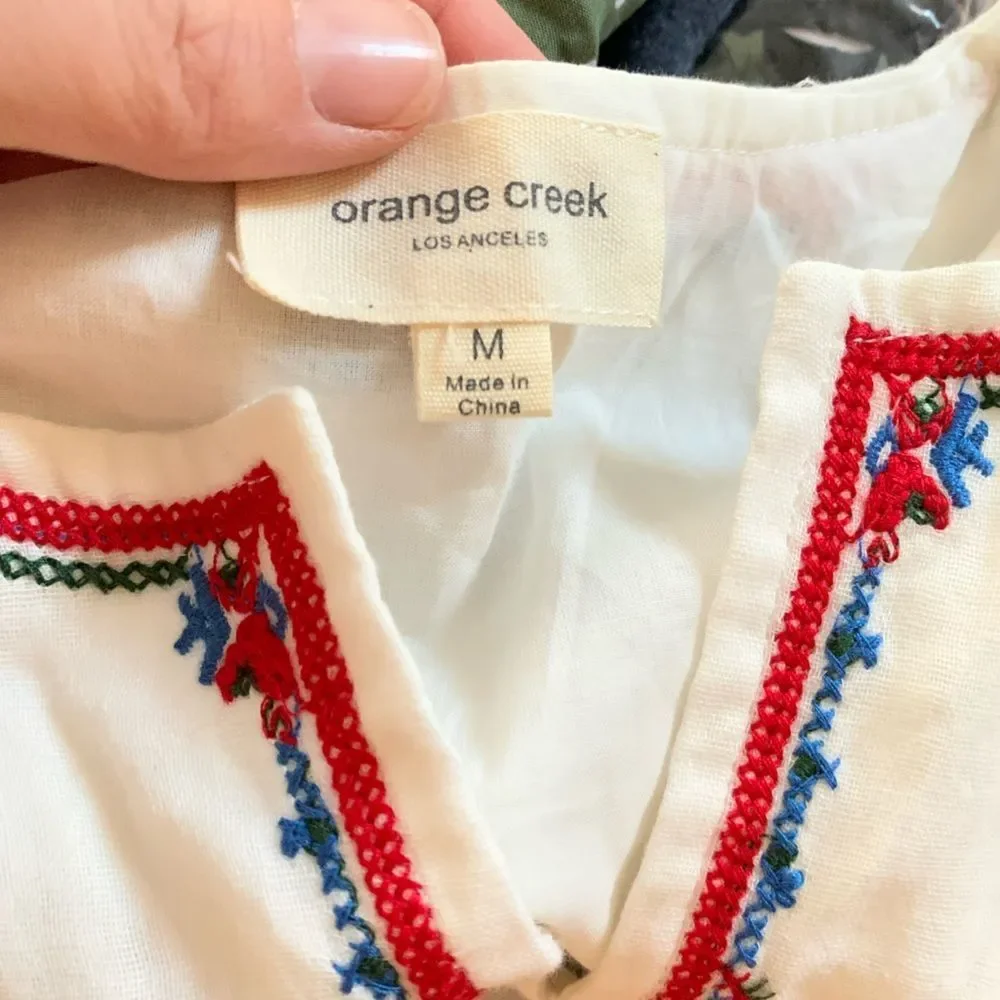 orange creek
LOS ANGELES
M
Made in
China